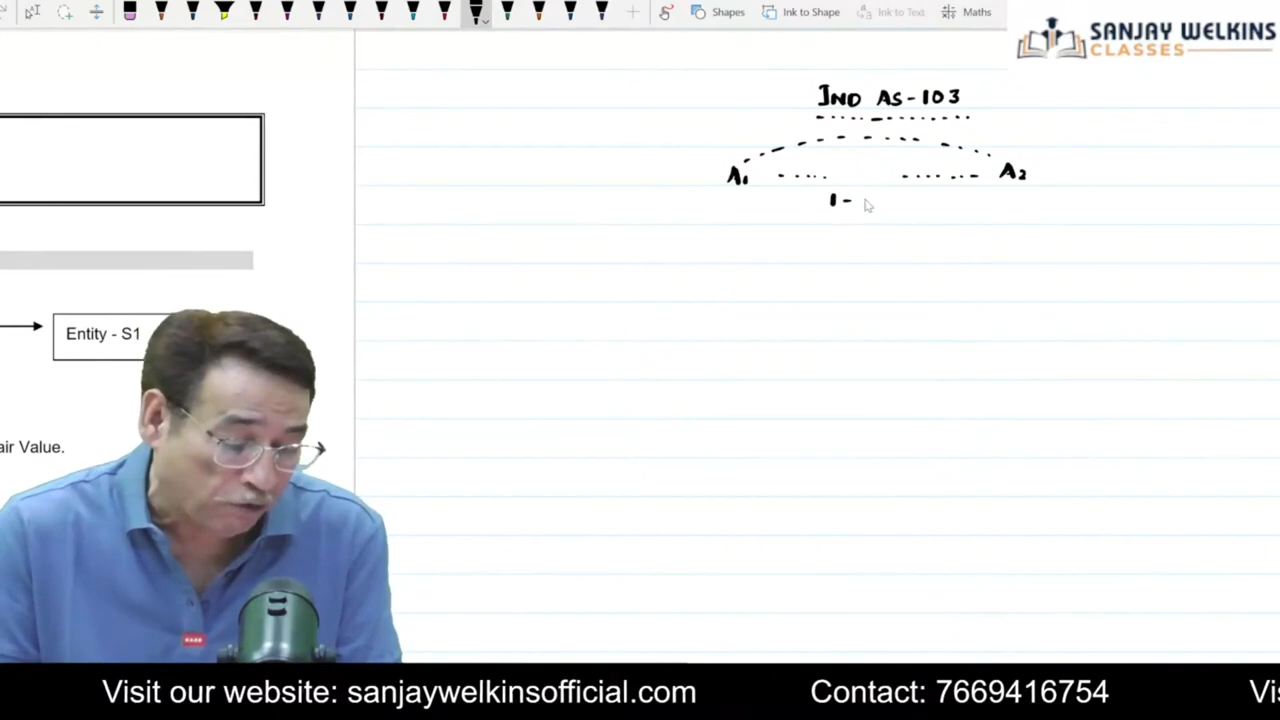 Shapes
Ink to Shape
Ink to Text
Maths
SANJAY WELKINS
CLASSES
IND AS-103
A1 A2
1-
Entity - S1
air Value.
Visit our website: sanjaywelkinsofficial.com Contact: 7669416754 Vis